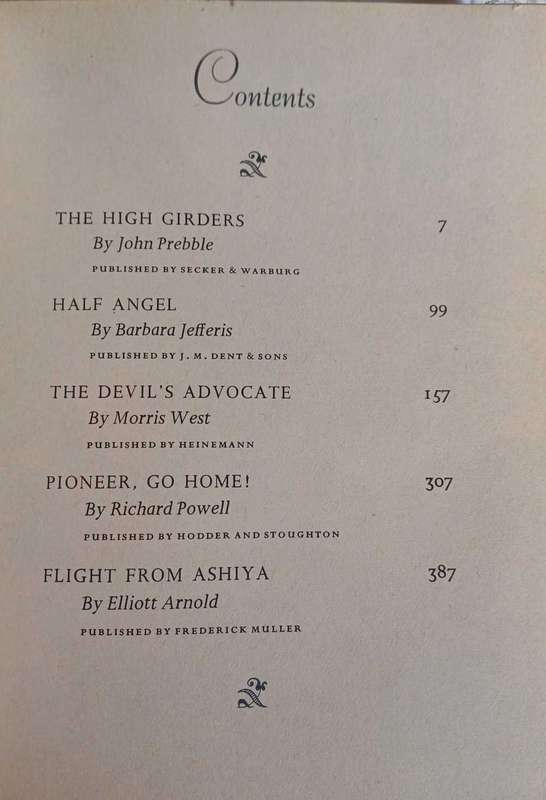 Contents
THE HIGH GIRDERS 7
By John Prebble
PUBLISHED BY SECKER & WARBURG
HALF ANGEL 99
By Barbara Jefferis
PUBLISHED BY J. M. DENT & SONS
THE DEVIL'S ADVOCATE 157
By Morris West
PUBLISHED BY HEINEMANN
PIONEER, GO HOME! 307
By Richard Powell
PUBLISHED BY HODDER AND STOUGHTON
FLIGHT FROM ASHIYA 387
By Elliott Arnold
PUBLISHED BY FREDERICK MULLER